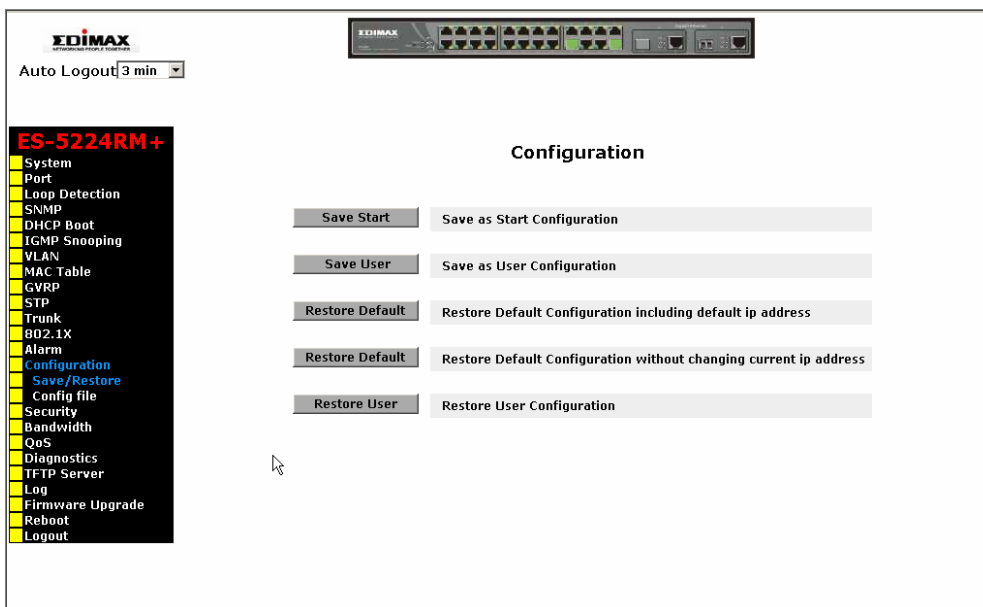 EDIMAX
NETWORKING PEOPLE TOGETHER
EDIMAX
Auto Logout 3 min
ES-5224RM+
System
Port
Loop Detection
SNMP
DHCP Boot
IGMP Snooping
VLAN
MAC Table
GVRP
STP
Trunk
802.1X
Alarm
Configuration
Save/Restore
Config file
Security
Bandwidth
QoS
Diagnostics
TFTP Server
Log
Firmware Upgrade
Reboot
Logout
Configuration
Save Start Save as Start Configuration
Save User Save as User Configuration
Restore Default Restore Default Configuration including default ip address
Restore Default Restore Default Configuration without changing current ip address
Restore User Restore User Configuration